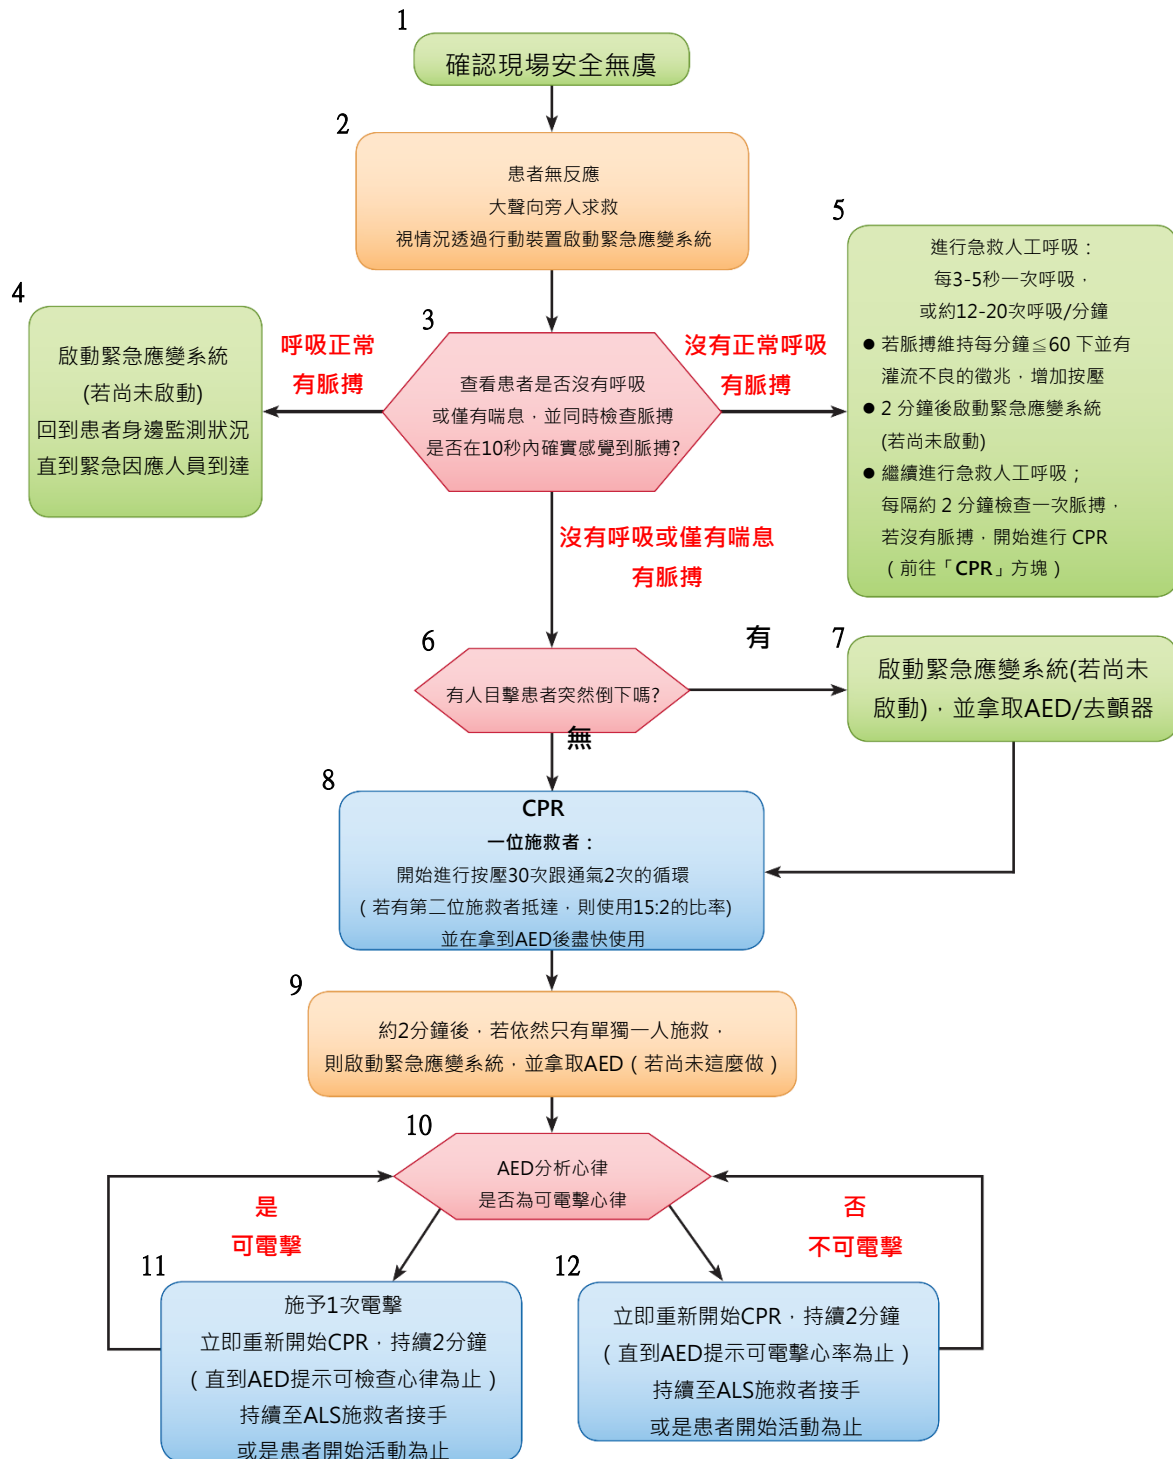 1
確認現場安全無虞
2
患者無反應
大聲向旁人求救
視情況透過行動裝置啟動緊急應變系統
3
查看患者是否沒有呼吸
或僅有喘息，並同時檢查脈搏
是否在10秒內確實感覺到脈搏?
呼吸正常
有脈搏
4
啟動緊急應變系統
(若尚未啟動)
回到患者身邊監測狀況
直到緊急因應人員到達
沒有正常呼吸
有脈搏
5
進行急救人工呼吸：
每3-5秒一次呼吸，
或約12-20次呼吸/分鐘
● 若脈搏維持每分鐘≦60 下並有
灌流不良的徵兆，增加按壓
● 2 分鐘後啟動緊急應變系統
(若尚未啟動)
● 繼續進行急救人工呼吸；
每隔約 2 分鐘檢查一次脈搏，
若沒有脈搏，開始進行 CPR
（前往「CPR」方塊）
沒有呼吸或僅有喘息
有脈搏
6
有人目擊患者突然倒下嗎?
有
7
啟動緊急應變系統(若尚未
啟動)，並拿取AED/去顫器
無
8
CPR
一位施救者：
開始進行按壓30次跟通氣2次的循環
（若有第二位施救者抵達，則使用15:2的比率)
並在拿到AED後盡快使用
9
約2分鐘後，若依然只有單獨一人施救，
則啟動緊急應變系統，並拿取AED（若尚未這麼做）
10
AED分析心律
是否為可電擊心律
是
可電擊
11
施予1次電擊
立即重新開始CPR，持續2分鐘
（直到AED提示可檢查心律為止）
持續至ALS施救者接手
或是患者開始活動為止
否
不可電擊
12
立即重新開始CPR，持續2分鐘
（直到AED提示可電擊心率為止）
持續至ALS施救者接手
或是患者開始活動為止